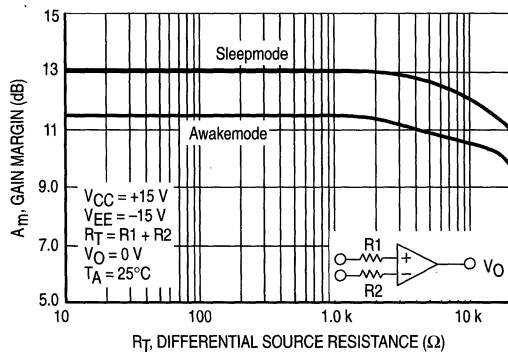 15
13
11
9.0
7.0
5.0
A_m, GAIN MARGIN (dB)
Sleepmode
Awakemode
V_CC = +15 V
V_EE = −15 V
R_T = R1 + R2
V_O = 0 V
T_A = 25°C
R1
+
−
R2
V_O
10
100
1.0 k
10 k
R_T, DIFFERENTIAL SOURCE RESISTANCE (Ω)